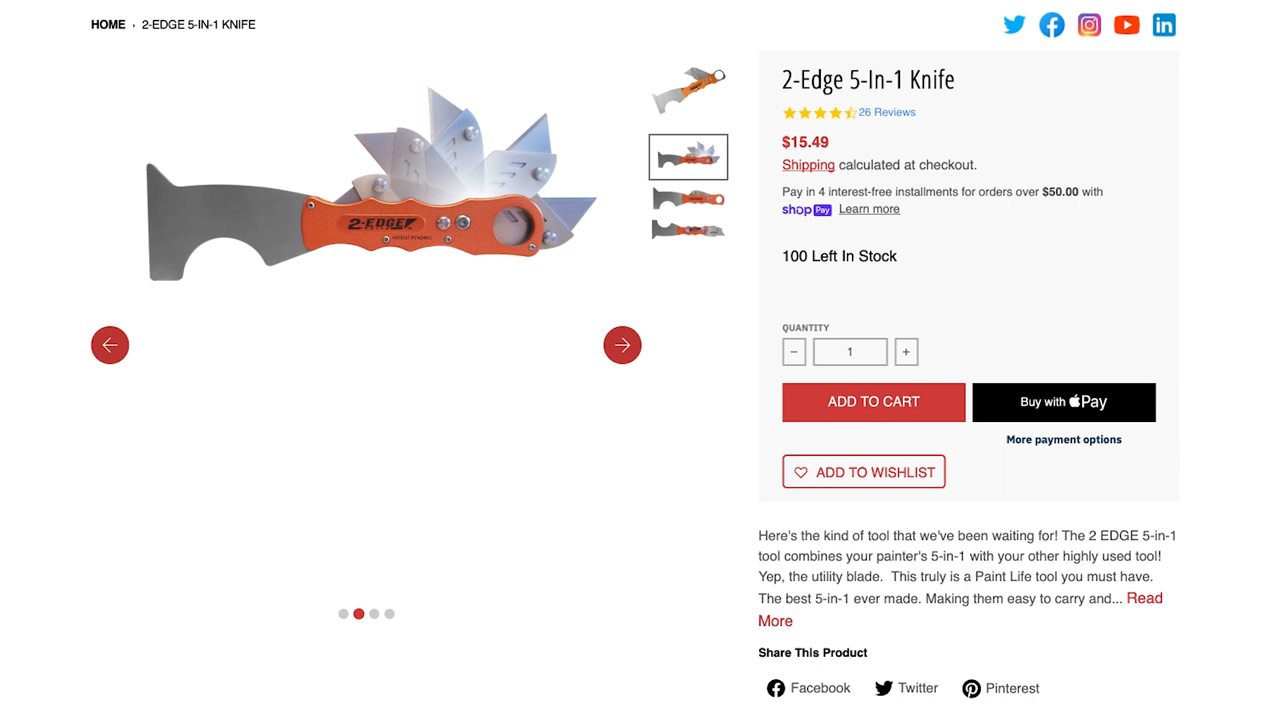 HOME › 2-EDGE 5-IN-1 KNIFE
2-EDGE
PATENT PENDING
2-Edge 5-In-1 Knife
26 Reviews
$15.49
Shipping calculated at checkout.
Pay in 4 interest-free installments for orders over $50.00 with
shop Pay Learn more
100 Left In Stock
QUANTITY
− 1 +
ADD TO CART
Buy with Pay
More payment options
ADD TO WISHLIST
Here's the kind of tool that we've been waiting for! The 2 EDGE 5-in-1
tool combines your painter's 5-in-1 with your other highly used tool!
Yep, the utility blade. This truly is a Paint Life tool you must have.
The best 5-in-1 ever made. Making them easy to carry and... Read
More
Share This Product
Facebook Twitter Pinterest